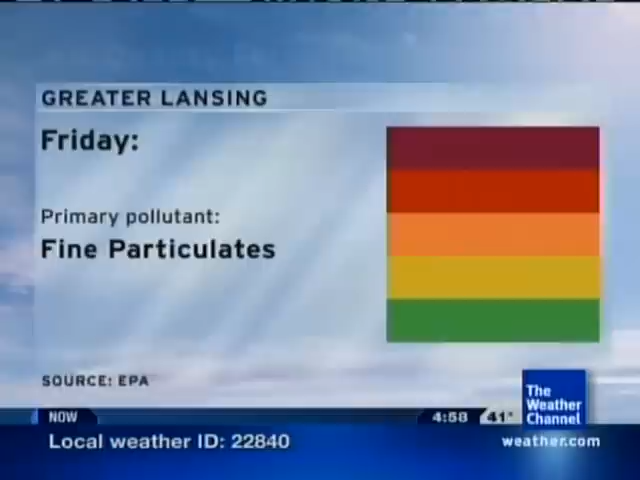 GREATER LANSING
Friday:
Primary pollutant:
Fine Particulates
SOURCE: EPA
The
Weather
Channel
NOW
4:58 41°
Local weather ID: 22840
weather.com